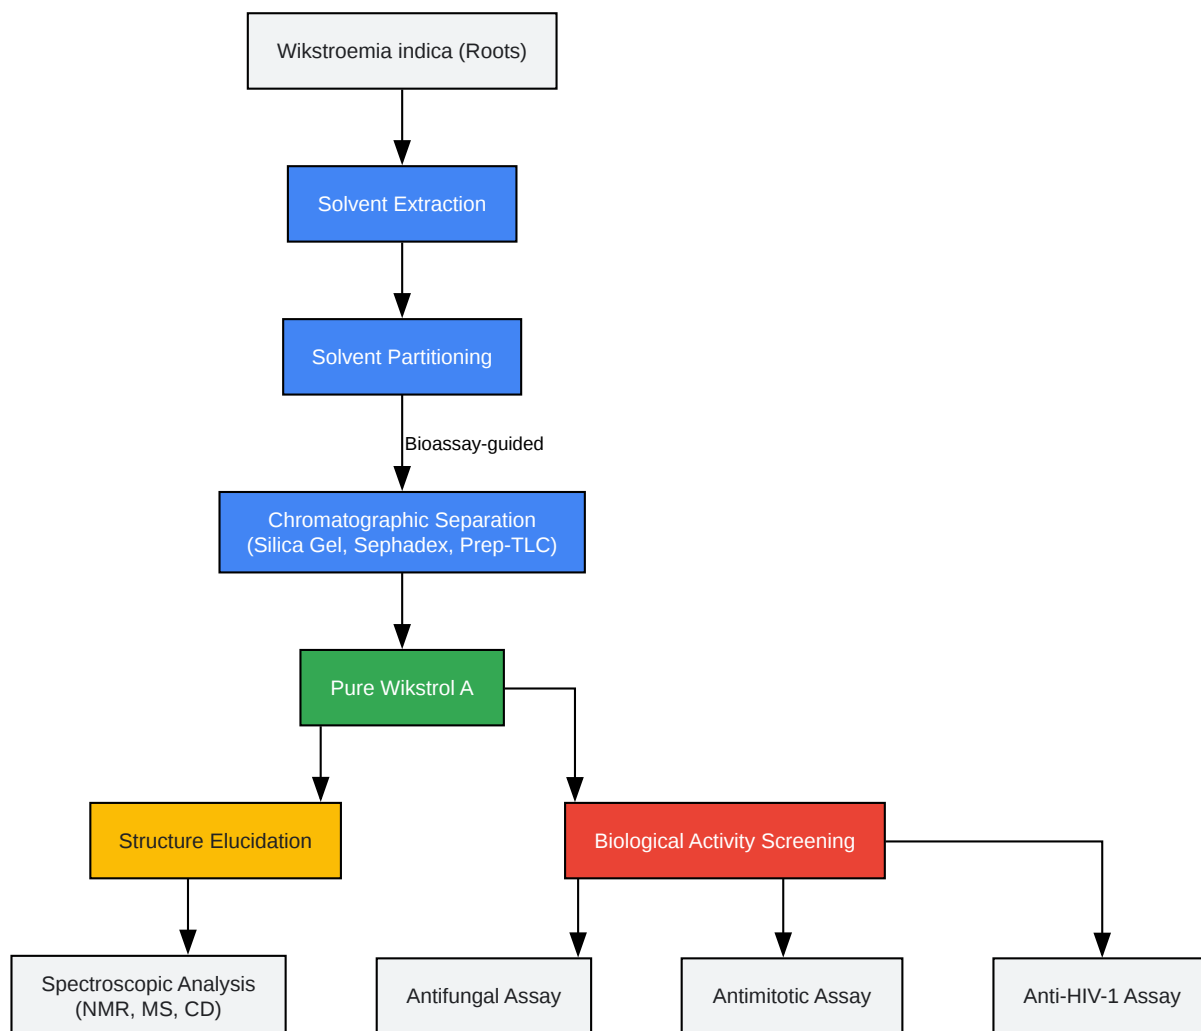 Wikstroemia indica (Roots)
Solvent Extraction
Solvent Partitioning
Bioassay-guided
Chromatographic Separation
(Silica Gel, Sephadex, Prep-TLC)
Pure Wikstrol A
Structure Elucidation
Biological Activity Screening
Spectroscopic Analysis
(NMR, MS, CD)
Antifungal Assay
Antimitotic Assay
Anti-HIV-1 Assay